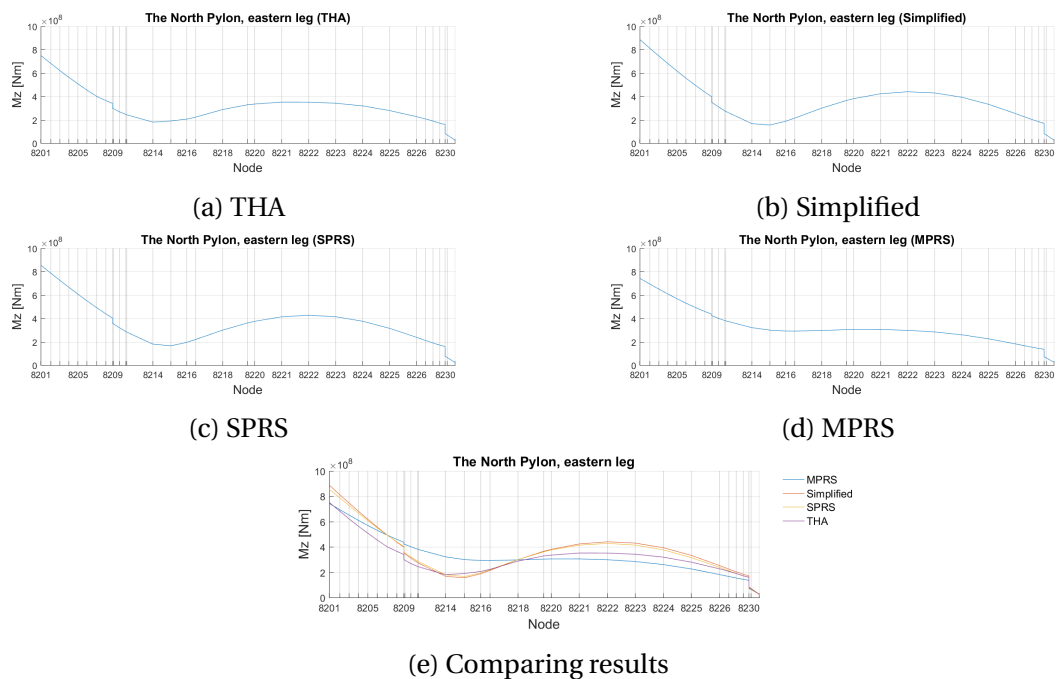 The North Pylon, eastern leg (THA)
×10^8
Mz [Nm]
10
8
6
4
2
0
8201 8205 8209 8214 8216 8218 8220 8221 8222 8223 8224 8225 8226 8230
Node
(a) THA
The North Pylon, eastern leg (Simplified)
×10^8
Mz [Nm]
10
8
6
4
2
0
8201 8205 8209 8214 8216 8218 8220 8221 8222 8223 8224 8225 8226 8230
Node
(b) Simplified
The North Pylon, eastern leg (SPRS)
×10^8
Mz [Nm]
10
8
6
4
2
0
8201 8205 8209 8214 8216 8218 8220 8221 8222 8223 8224 8225 8226 8230
Node
(c) SPRS
The North Pylon, eastern leg (MPRS)
×10^8
Mz [Nm]
10
8
6
4
2
0
8201 8205 8209 8214 8216 8218 8220 8221 8222 8223 8224 8225 8226 8230
Node
(d) MPRS
The North Pylon, eastern leg
×10^8
Mz [Nm]
10
8
6
4
2
0
8201 8205 8209 8214 8216 8218 8220 8221 8222 8223 8224 8225 8226 8230
Node
MPRS
Simplified
SPRS
THA
(e) Comparing results